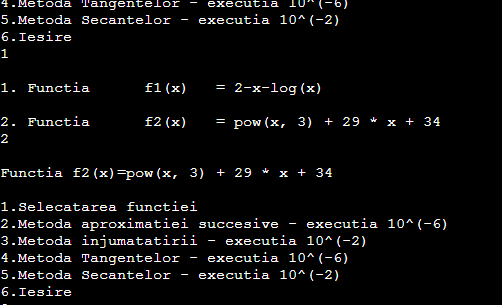 4.Metoda Tangentelor - executia 10^(-6)
5.Metoda Secantelor - executia 10^(-2)
6.Iesire
1
1. Functia f1(x) = 2-x-log(x)
2. Functia f2(x) = pow(x, 3) + 29 * x + 34
2
Functia f2(x)=pow(x, 3) + 29 * x + 34
1.Selecatarea functiei
2.Metoda aproximatiei succesive - executia 10^(-6)
3.Metoda injumatatirii - executia 10^(-2)
4.Metoda Tangentelor - executia 10^(-6)
5.Metoda Secantelor - executia 10^(-2)
6.Iesire